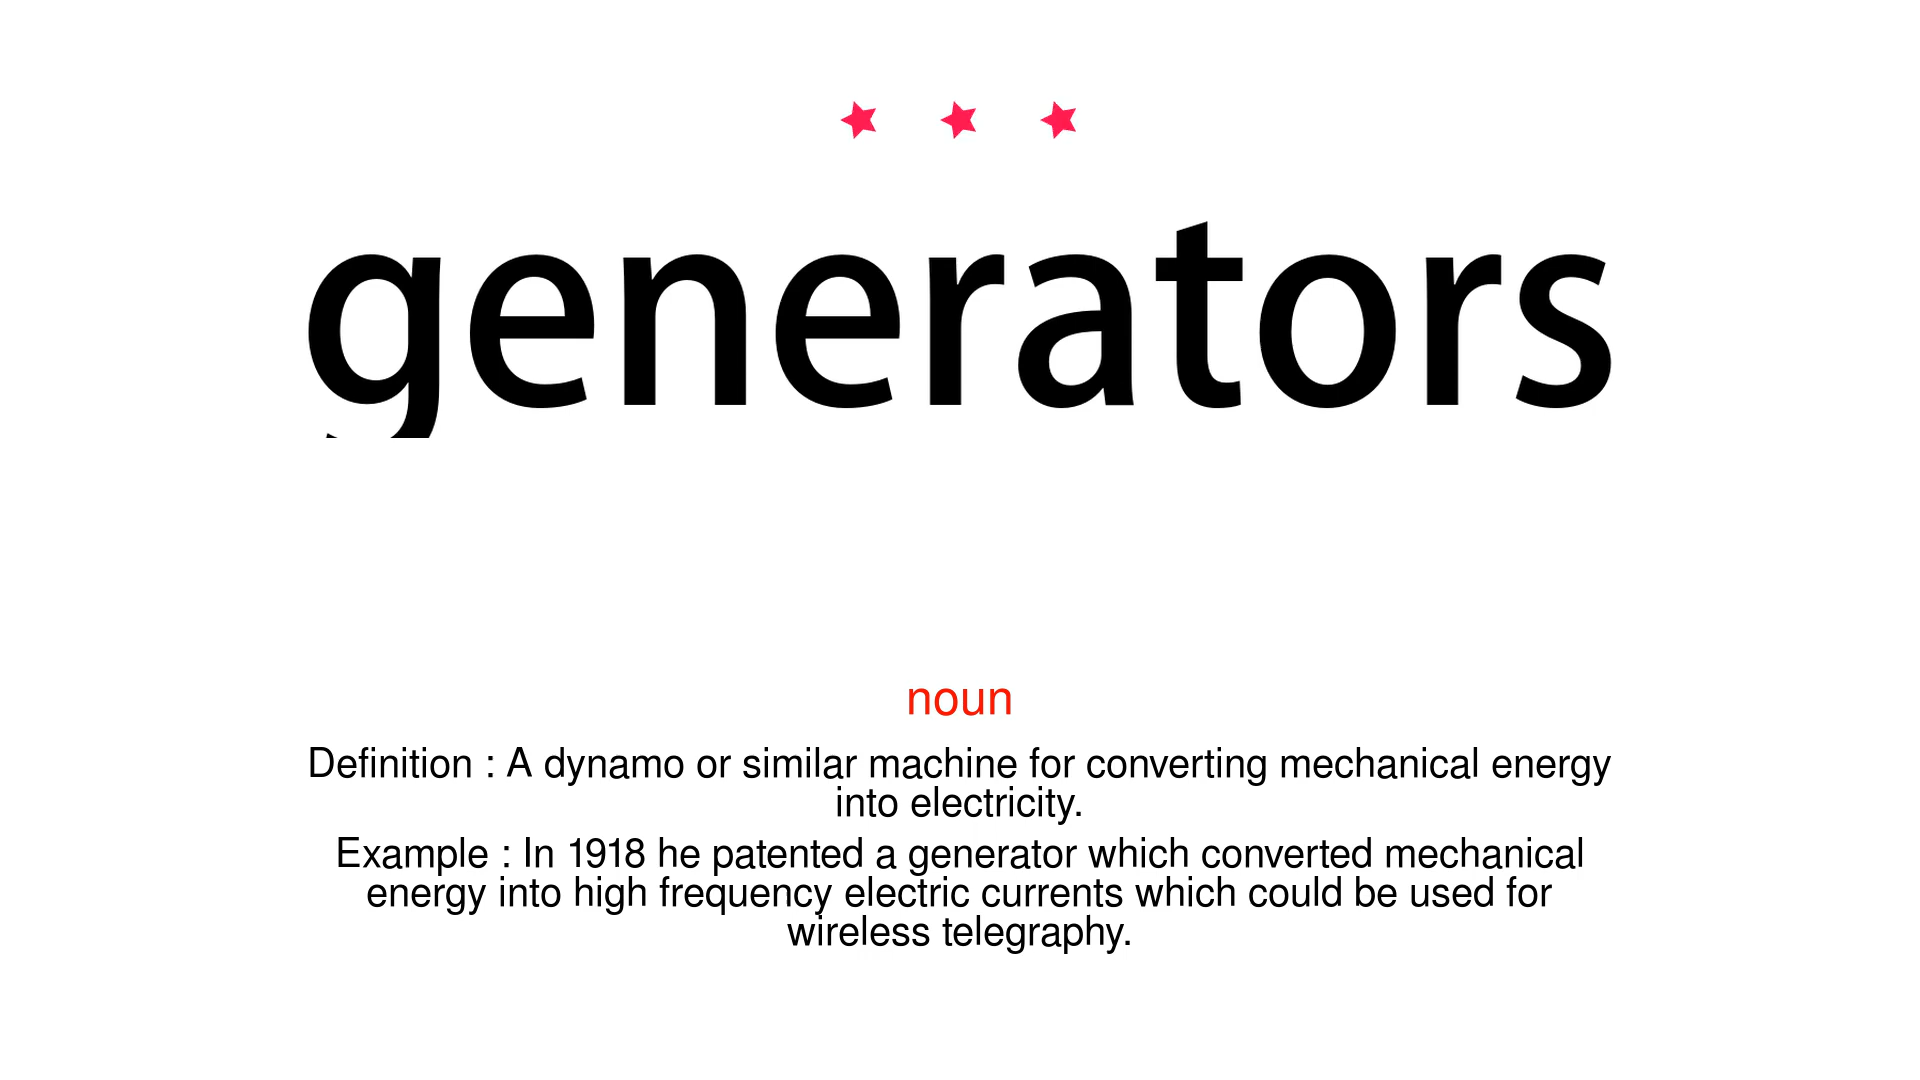 generators
noun
Definition : A dynamo or similar machine for converting mechanical energy
into electricity.
Example : In 1918 he patented a generator which converted mechanical
energy into high frequency electric currents which could be used for
wireless telegraphy.